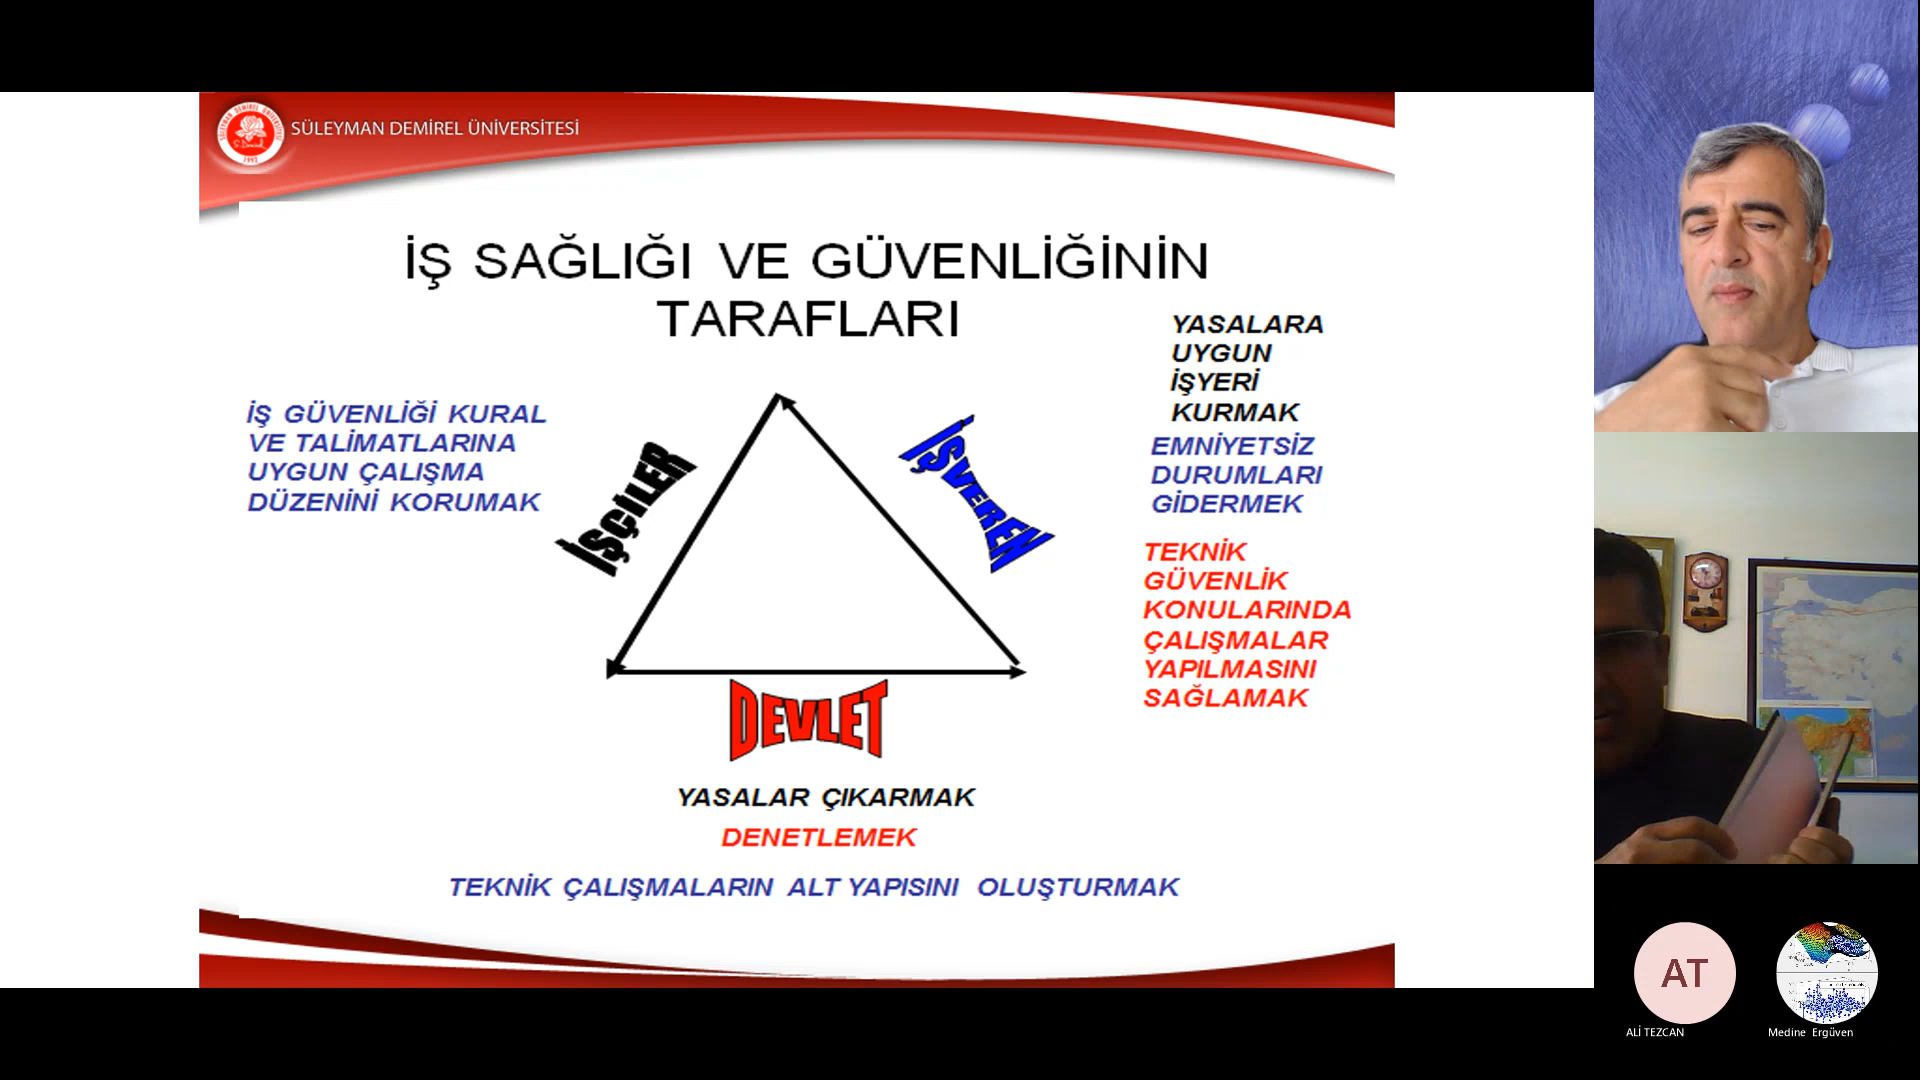 SÜLEYMAN DEMİREL ÜNİVERSİTESİ
İŞ SAĞLIĞI VE GÜVENLİĞİNİN
TARAFLARI
İŞ GÜVENLİĞİ KURAL
VE TALİMATLARINA
UYGUN ÇALIŞMA
DÜZENİNİ KORUMAK
İŞÇİLER
İŞVEREN
YASALARA
UYGUN
İŞYERİ
KURMAK
EMNİYETSİZ
DURUMLARI
GİDERMEK
TEKNİK
GÜVENLİK
KONULARINDA
ÇALIŞMALAR
YAPILMASINI
SAĞLAMAK
DEVLET
YASALAR ÇIKARMAK
DENETLEMEK
TEKNİK ÇALIŞMALARIN ALT YAPISINI OLUŞTURMAK
AT
ALİ TEZCAN
Medine Ergüven